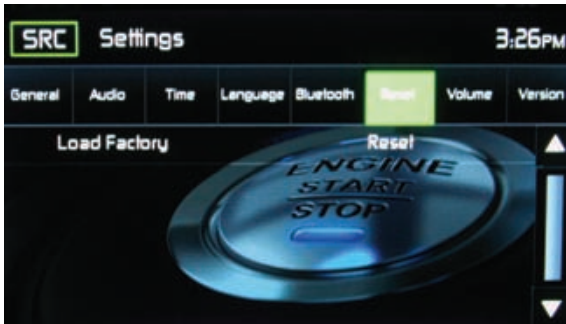 SRC Settings 3:26PM
General Audio Time Language Bluetooth Reset Volume Version
Load Factory Reset
ENGINE
START
STOP